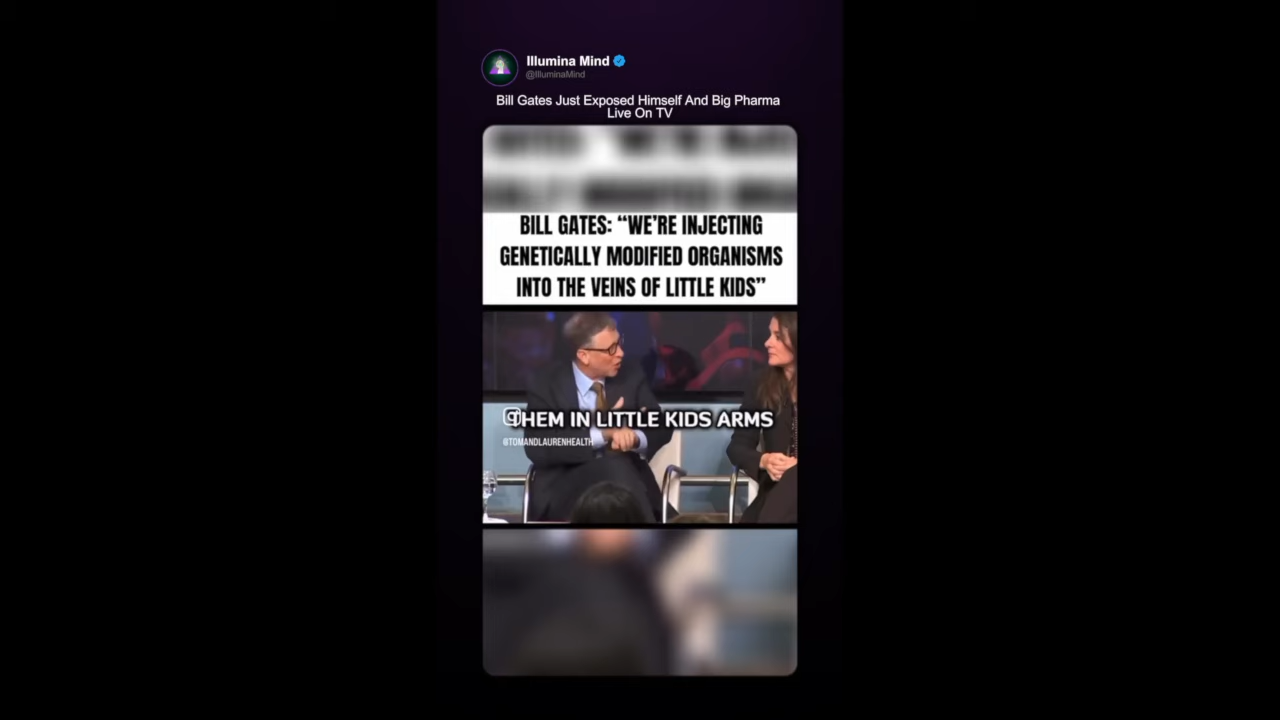 Illumina Mind
@IlluminaMind
Bill Gates Just Exposed Himself And Big Pharma
Live On TV
BILL GATES: “WE’RE INJECTING
GENETICALLY MODIFIED ORGANISMS
INTO THE VEINS OF LITTLE KIDS”
THEM IN LITTLE KIDS ARMS
@TOMANDLAURENHEALTH